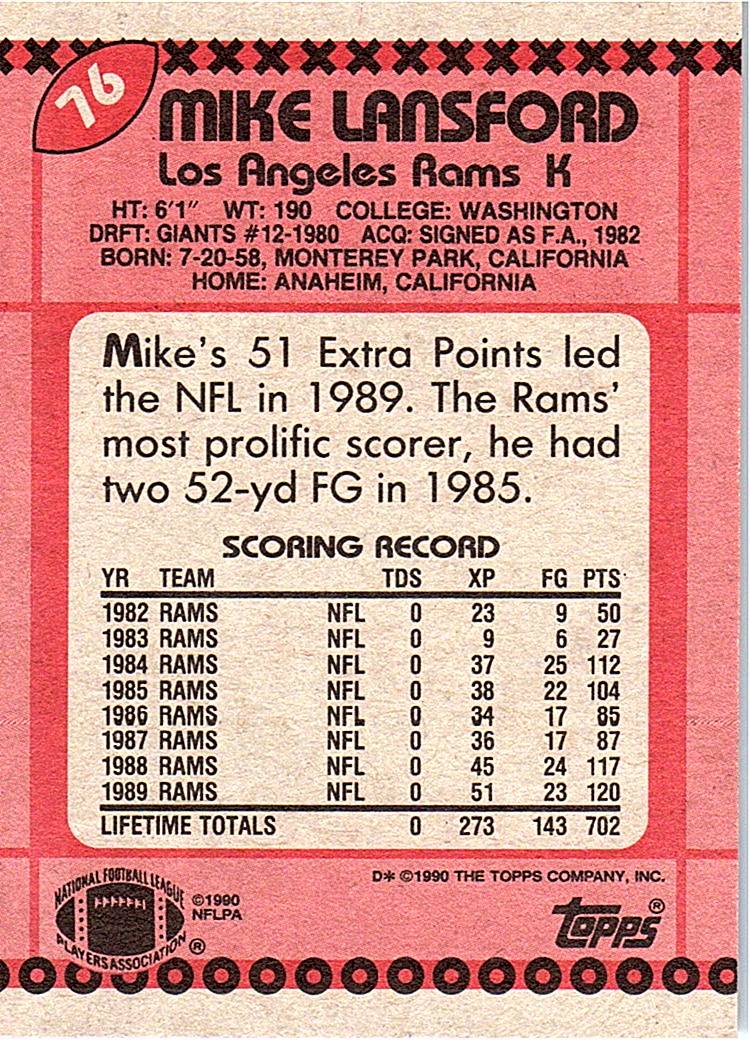 76
MIKE LANSFORD
Los Angeles Rams K
HT: 6'1" WT: 190 COLLEGE: WASHINGTON
DRFT: GIANTS #12-1980 ACQ: SIGNED AS F.A., 1982
BORN: 7-20-58, MONTEREY PARK, CALIFORNIA
HOME: ANAHEIM, CALIFORNIA
Mike's 51 Extra Points led
the NFL in 1989. The Rams'
most prolific scorer, he had
two 52-yd FG in 1985.
SCORING RECORD
YR TEAM TDS XP FG PTS
1982 RAMS NFL 0 23 9 50
1983 RAMS NFL 0 9 6 27
1984 RAMS NFL 0 37 25 112
1985 RAMS NFL 0 38 22 104
1986 RAMS NFL 0 34 17 85
1987 RAMS NFL 0 36 17 87
1988 RAMS NFL 0 45 24 117
1989 RAMS NFL 0 51 23 120
LIFETIME TOTALS 0 273 143 702
NATIONAL FOOTBALL LEAGUE
PLAYERS ASSOCIATION ®
©1990
NFLPA
D* ©1990 THE TOPPS COMPANY, INC.
Topps ®